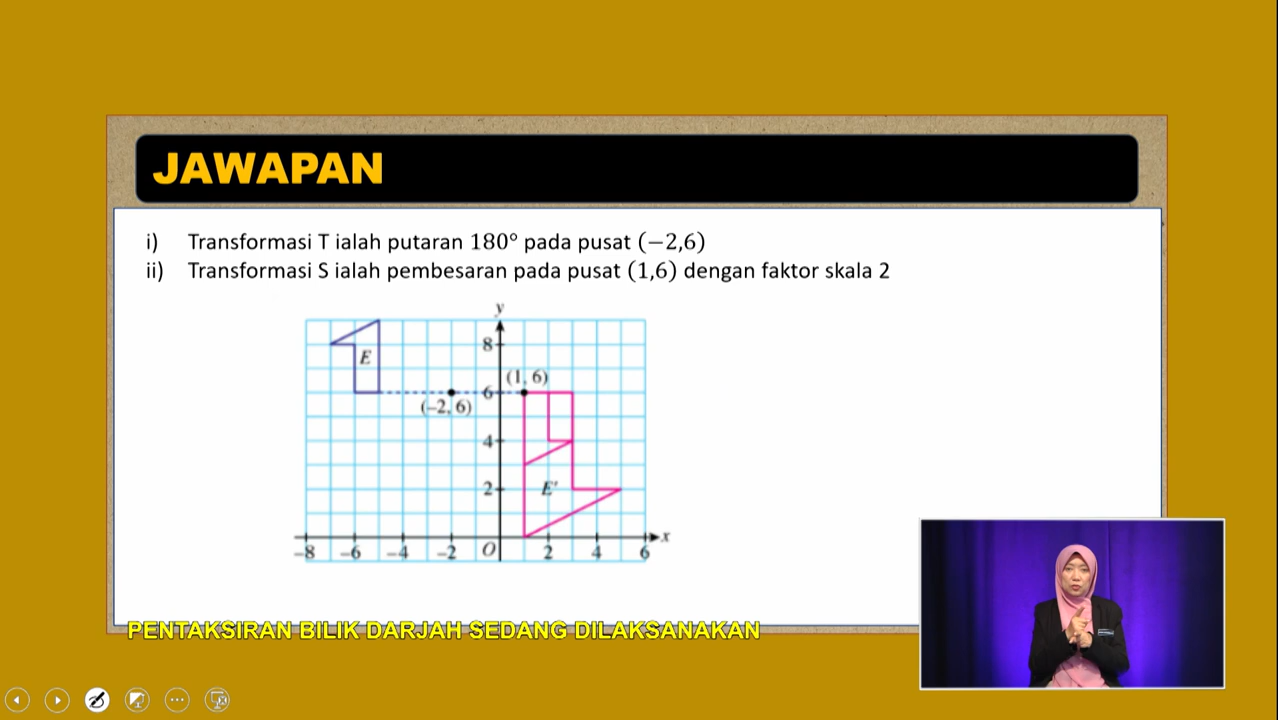 JAWAPAN
i) Transformasi T ialah putaran 180° pada pusat (−2,6)
ii) Transformasi S ialah pembesaran pada pusat (1,6) dengan faktor skala 2
y
8
E
(1, 6)
6
(−2, 6)
4
2
E'
−8 −6 −4 −2 O 2 4 6 x
PENTAKSIRAN BILIK DARJAH SEDANG DILAKSANAKAN